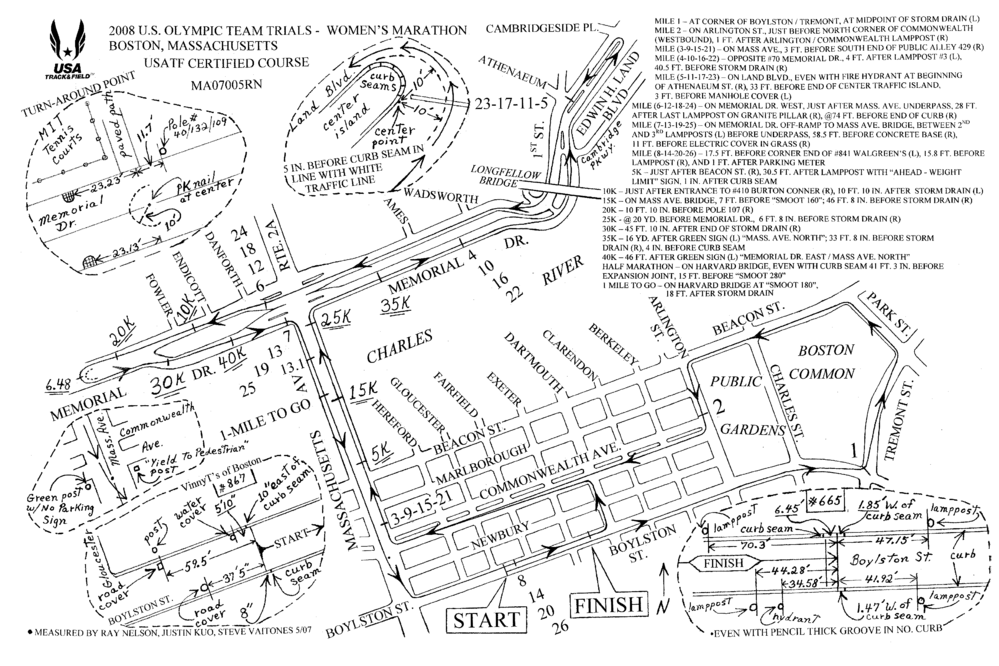 2008 U.S. OLYMPIC TEAM TRIALS - WOMEN'S MARATHON
BOSTON, MASSACHUSETTS
USATF CERTIFIED COURSE
MA07005RN
USA
TRACK&FIELD
MILE 1 – AT CORNER OF BOYLSTON / TREMONT, AT MIDPOINT OF STORM DRAIN (L)
MILE 2 – ON ARLINGTON ST., JUST BEFORE NORTH CORNER OF COMMONWEALTH
(WESTBOUND), 1 FT. AFTER ARLINGTON / COMMONWEALTH LAMPPOST (R)
MILE (3-9-15-21) – ON MASS AVE., 3 FT. BEFORE SOUTH END OF PUBLIC ALLEY 429 (R)
MILE (4-10-16-22) – OPPOSITE #70 MEMORIAL DR., 4 FT. AFTER LAMPPOST #3 (L),
40.5 FT. BEFORE STORM DRAIN (R)
MILE (5-11-17-23) – ON LAND BLVD., EVEN WITH FIRE HYDRANT AT BEGINNING
OF ATHENAEUM ST. (R), 33 FT. BEFORE END OF CENTER TRAFFIC ISLAND,
3 FT. BEFORE MANHOLE COVER (L)
MILE (6-12-18-24) – ON MEMORIAL DR. WEST, JUST AFTER MASS. AVE. UNDERPASS, 28 FT.
AFTER LAST LAMPPOST ON GRANITE PILLAR (R), @74 FT. BEFORE END OF CURB (R)
MILE (7-13-19-25) – ON MEMORIAL DR. OFF-RAMP TO MASS AVE. BRIDGE, BETWEEN 2ND
AND 3RD LAMPPOSTS (L) BEFORE UNDERPASS, 58.5 FT. BEFORE CONCRETE BASE (R),
11 FT. BEFORE ELECTRIC COVER IN GRASS (R)
MILE (8-14-20-26) – 17.5 FT. BEFORE CORNER END OF #841 WALGREEN'S (L), 15.8 FT. BEFORE
LAMPPOST (R), AND 1 FT. AFTER PARKING METER
5K – JUST AFTER BEACON ST. (R), 30.5 FT. AFTER LAMPPOST WITH "AHEAD - WEIGHT
LIMIT" SIGN, 1 IN. AFTER CURB SEAM
10K – JUST AFTER ENTRANCE TO #410 BURTON CONNER (R), 10 FT. 10 IN. AFTER STORM DRAIN (L)
15K – ON MASS AVE. BRIDGE, 7 FT. BEFORE "SMOOT 160"; 46 FT. 8 IN. BEFORE STORM DRAIN (R)
20K – 10 FT. 10 IN. BEFORE POLE 107 (R)
25K - @ 20 YD. BEFORE MEMORIAL DR., 6 FT. 8 IN. BEFORE STORM DRAIN (R)
30K – 45 FT. 10 IN. AFTER END OF STORM DRAIN (R)
35K – 16 YD. AFTER GREEN SIGN (L) "MASS. AVE. NORTH"; 33 FT. 8 IN. BEFORE STORM
DRAIN (R), 4 IN. BEFORE CURB SEAM
40K – 46 FT. AFTER GREEN SIGN (L) "MEMORIAL DR. EAST / MASS AVE. NORTH"
HALF MARATHON – ON HARVARD BRIDGE, EVEN WITH CURB SEAM 41 FT. 3 IN. BEFORE
EXPANSION JOINT, 15 FT. BEFORE "SMOOT 280"
1 MILE TO GO – ON HARVARD BRIDGE AT "SMOOT 180",
18 FT. AFTER STORM DRAIN
TURN-AROUND POINT
MIT
Tennis
Courts
Paved path
11.7'
Pole#
40/132/109
23.23'
PK nail
at center
Memorial
Dr.
10'
23.13'
Land Blvd
curb
seams
center
island
center
point
10"
10"
23-17-11-5
5 IN. BEFORE CURB SEAM IN
LINE WITH WHITE
TRAFFIC LINE
CAMBRIDGESIDE PL.
ATHENAEUM
1ST ST.
EDWIN H. LAND
BLVD.
Cambridge
Pkwy.
LONGFELLOW
BRIDGE
WADSWORTH
AMES
RTE. 2A
DANFORTH
ENDICOTT
FOWLER
24
18
12
6
MEMORIAL DR.
4
10
16
22
RIVER
CHARLES
35K
25K
20K
10K
6.48
MEMORIAL DR.
30K
40K
7
13
19
25
13.1
1-MILE TO GO
15K
5K
MASSACHUSETTS AV
HEREFORD
GLOUCESTER
FAIRFIELD
EXETER
DARTMOUTH
CLARENDON
BERKELEY
ARLINGTON
ST.
BEACON ST.
PARK ST.
BOSTON
COMMON
PUBLIC
GARDENS
CHARLES ST.
TREMONT ST.
1
2
BEACON ST.
MARLBOROUGH
COMMONWEALTH AVE.
3-9-15-21
NEWBURY
BOYLSTON
ST.
BOYLSTON ST.
8
14
20
26
START
FINISH
N
Mass. Ave.
Commonwealth
Ave.
"Yield To Pedestrian"
post
Green post
w/No Parking
Sign
VinnyT's of Boston
#867
5'10"
10" east of
curb seam
water
cover
post
START
59.5'
37'5"
Gloucester
road
cover
road
cover
8"
curb
seam
BOYLSTON ST.
#665
6.45'
1.85' W. of
curb seam
lamppost
curb seam
lamppost
70.3'
47.15'
FINISH
Boylston St.
curb
44.28'
34.58'
41.92'
lamppost
hydrant
1.47' W. of
curb seam
lamppost
•EVEN WITH PENCIL THICK GROOVE IN NO. CURB
• MEASURED BY RAY NELSON, JUSTIN KUO, STEVE VAITONES 5/07